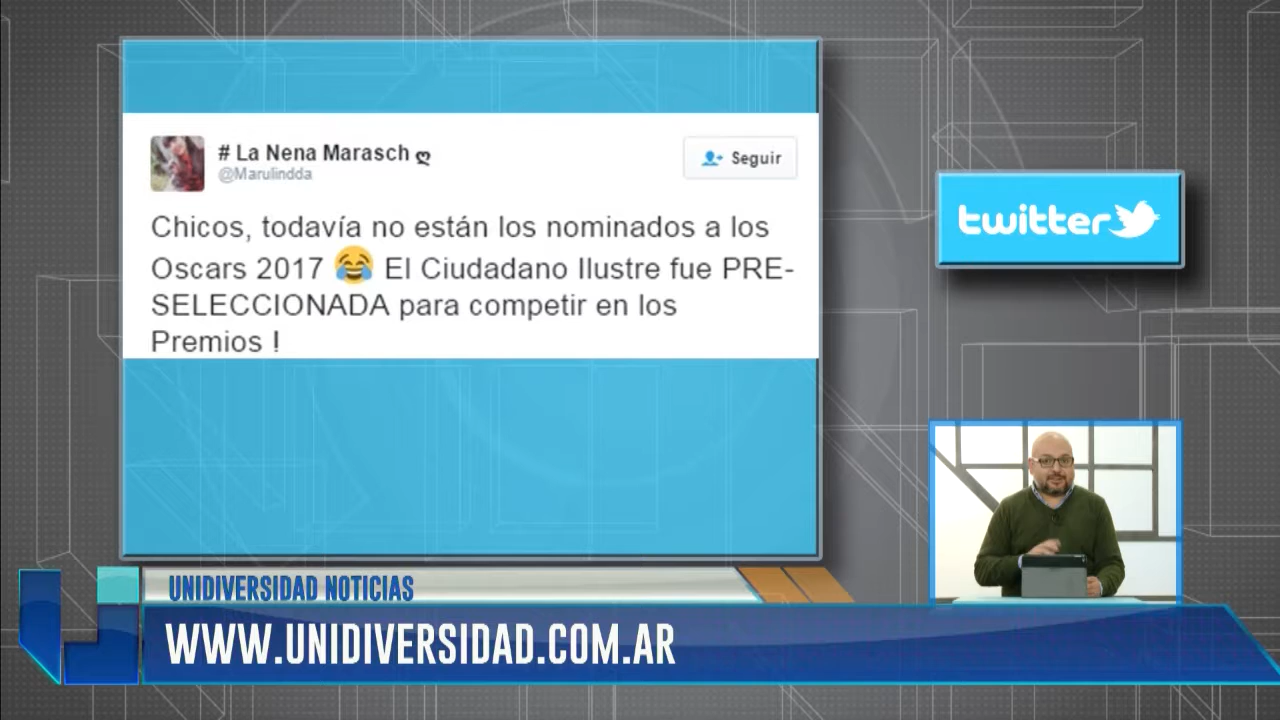 # La Nena Marasch ღ
@Marulindda
Seguir
Chicos, todavía no están los nominados a los
Oscars 2017 😂 El Ciudadano Ilustre fue PRE-
SELECCIONADA para competir en los
Premios !
twitter
UNIDIVERSIDAD NOTICIAS
WWW.UNIDIVERSIDAD.COM.AR